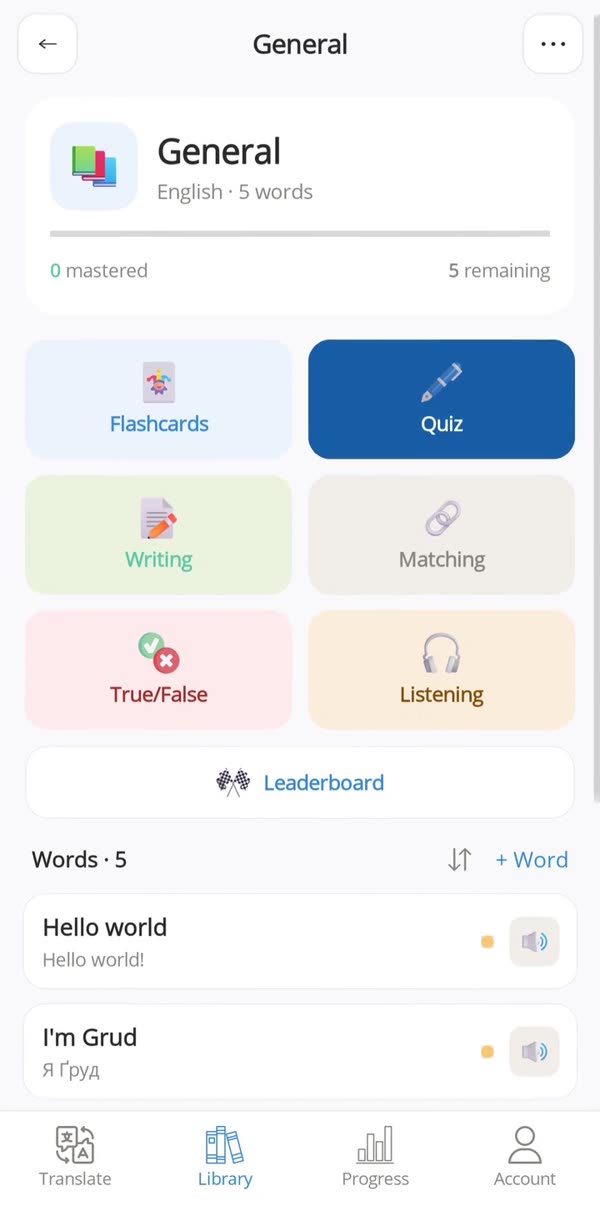 General
General
English · 5 words
0 mastered
5 remaining
Flashcards
Quiz
Writing
Matching
True/False
Listening
Leaderboard
Words · 5
+ Word
Hello world
Hello world!
I'm Grud
Я Ґруд
Translate
Library
Progress
Account